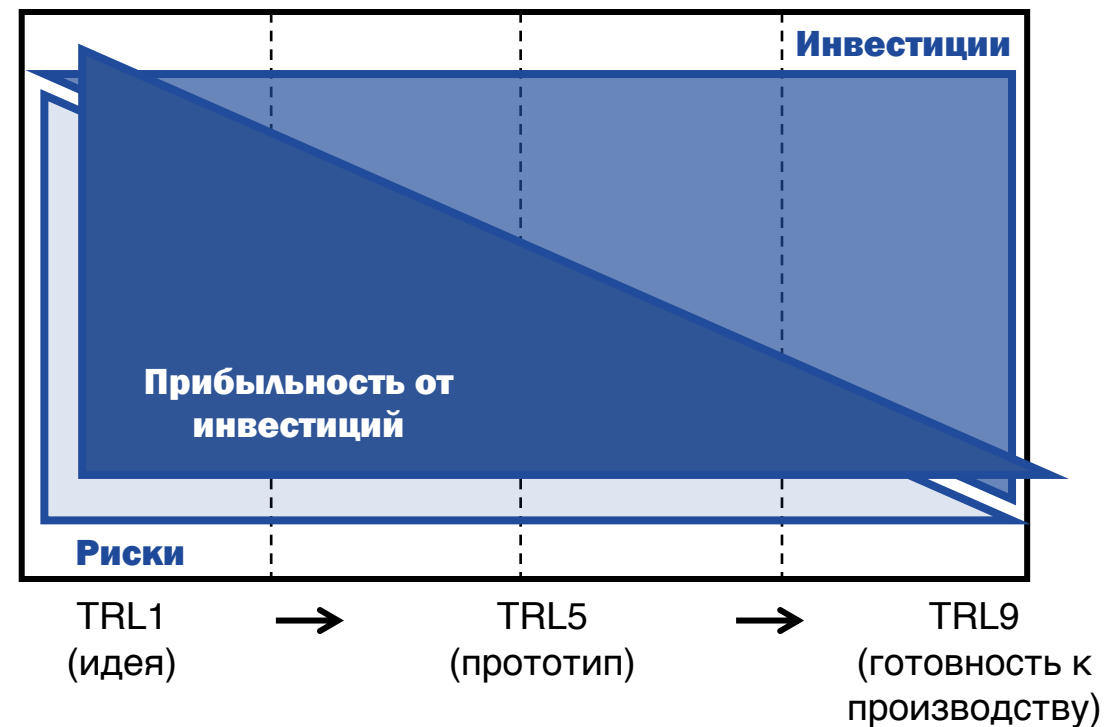 Инвестиции
Прибыльность от
инвестиций
Риски
TRL1 → TRL5 → TRL9
(идея) (прототип) (готовность к
производству)